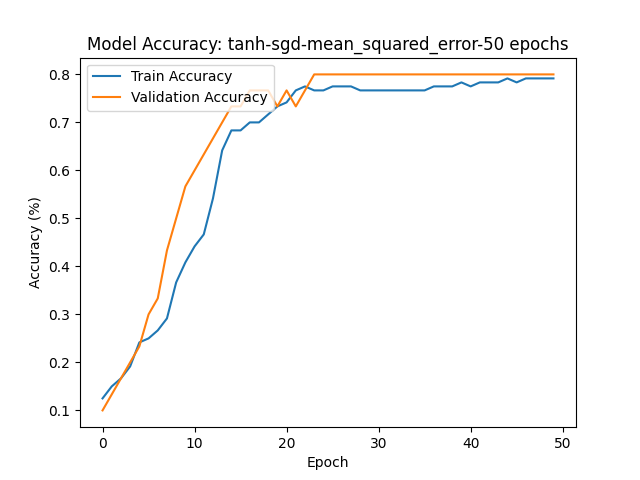 Model Accuracy: tanh-sgd-mean_squared_error-50 epochs
Train Accuracy
Validation Accuracy
Accuracy (%)
0.8
0.7
0.6
0.5
0.4
0.3
0.2
0.1
0 10 20 30 40 50
Epoch